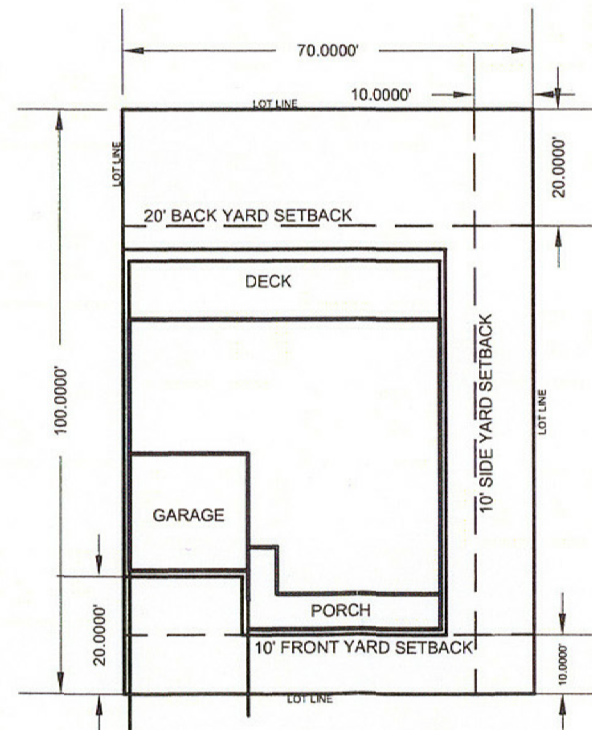 70.0000'
10.0000'
LOT LINE
LOT LINE
20.0000'
20' BACK YARD SETBACK
DECK
100.0000'
10' SIDE YARD SETBACK
LOT LINE
GARAGE
PORCH
20.0000'
10' FRONT YARD SETBACK
10.0000'
LOT LINE